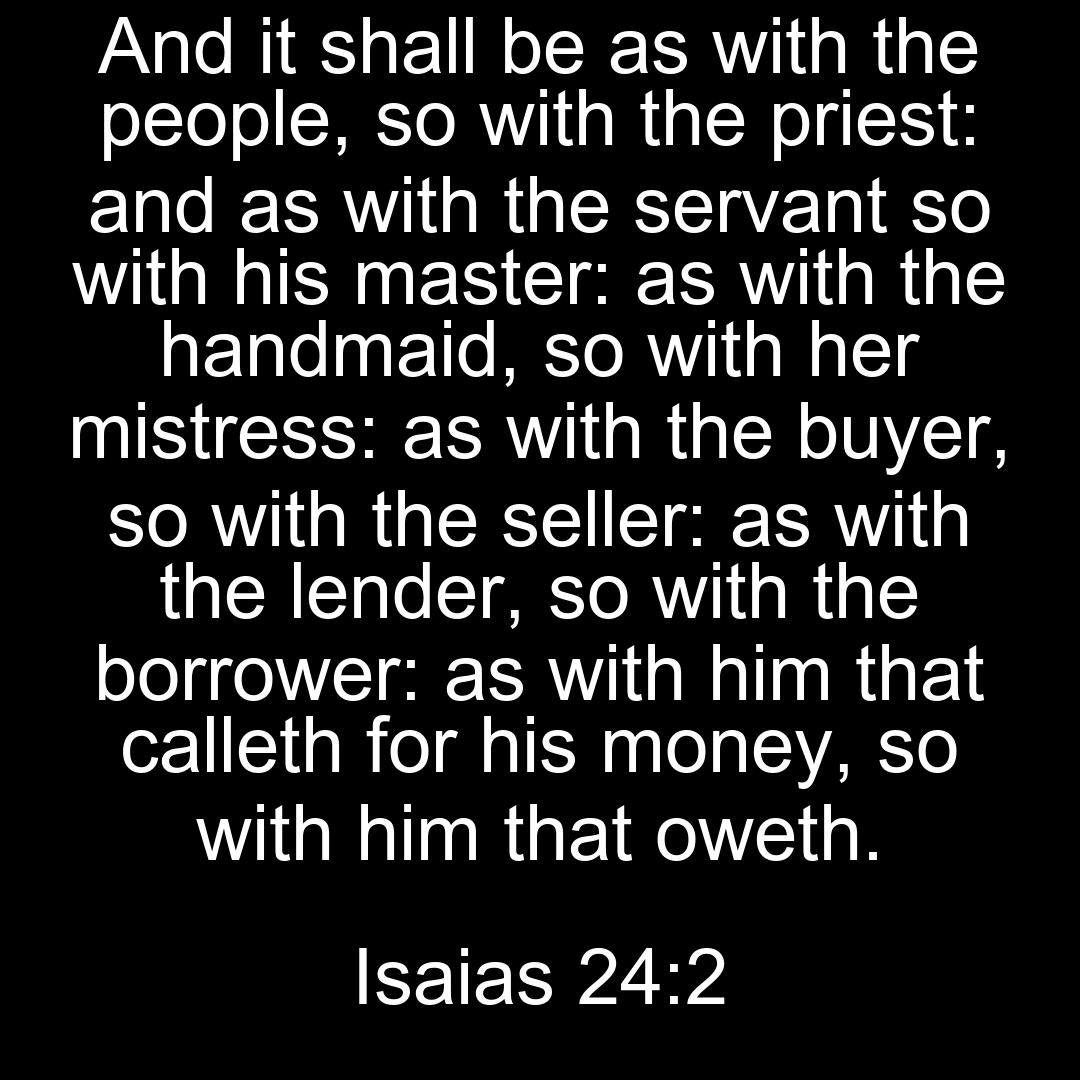 And it shall be as with the
people, so with the priest:
and as with the servant so
with his master: as with the
handmaid, so with her
mistress: as with the buyer,
so with the seller: as with
the lender, so with the
borrower: as with him that
calleth for his money, so
with him that oweth.
Isaias 24:2